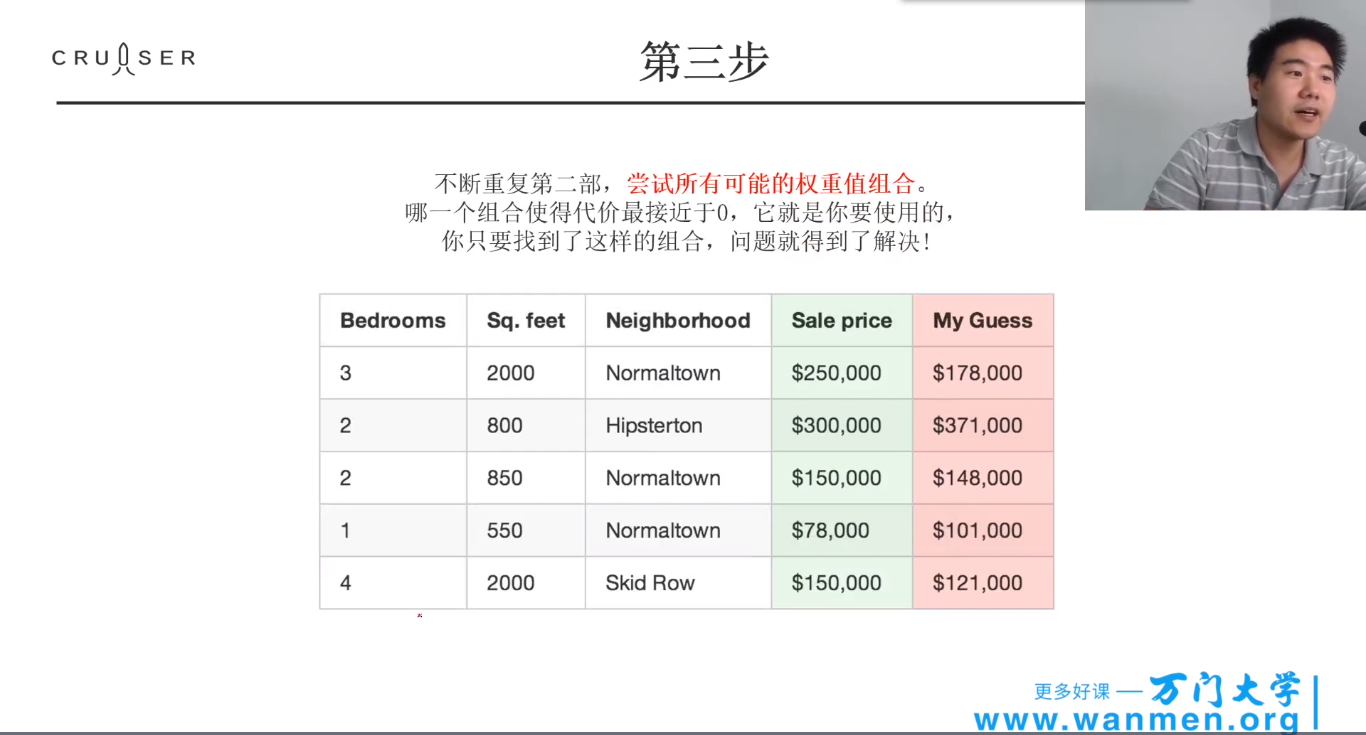 CRUISER
第三步
不断重复第二部，尝试所有可能的权重值组合。
哪一个组合使得代价最接近于0，它就是你要使用的，
你只要找到了这样的组合，问题就得到了解决！
Bedrooms Sq. feet Neighborhood Sale price My Guess
3 2000 Normaltown $250,000 $178,000
2 800 Hipsterton $300,000 $371,000
2 850 Normaltown $150,000 $148,000
1 550 Normaltown $78,000 $101,000
4 2000 Skid Row $150,000 $121,000
更多好课 — 万门大学
www.wanmen.org